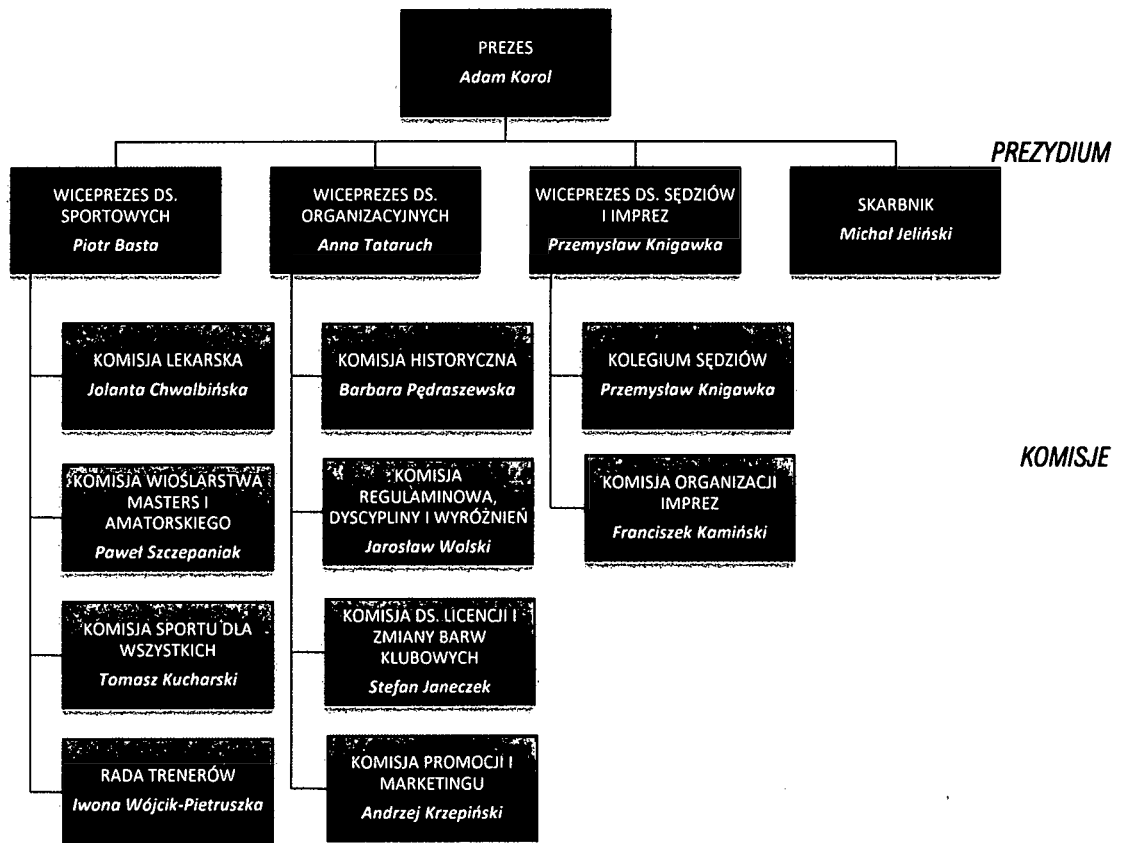 PREZES
Adam Korol
PREZYDIUM
WICEPREZES DS.
SPORTOWYCH
Piotr Basta
WICEPREZES DS.
ORGANIZACYJNYCH
Anna Tataruch
WICEPREZES DS. SĘDZIÓW
I IMPREZ
Przemysław Knigawka
SKARBNIK
Michał Jeliński
KOMISJA LEKARSKA
Jolanta Chwalbińska
KOMISJA HISTORYCZNA
Barbara Pędraszewska
KOLEGIUM SĘDZIÓW
Przemysław Knigawka
KOMISJE
KOMISJA WIOŚLARSTWA
MASTERS I
AMATORSKIEGO
Paweł Szczepaniak
KOMISJA
REGULAMINOWA,
DYSCYPLINY I WYRÓŻNIEŃ
Jarosław Wolski
KOMISJA ORGANIZACJI
IMPREZ
Franciszek Kamiński
KOMISJA SPORTU DLA
WSZYSTKICH
Tomasz Kucharski
KOMISJA DS. LICENCJI I
ZMIANY BARW
KLUBOWYCH
Stefan Janeczek
RADA TRENERÓW
Iwona Wójcik-Pietruszka
KOMISJA PROMOCJI I
MARKETINGU
Andrzej Krzepiński